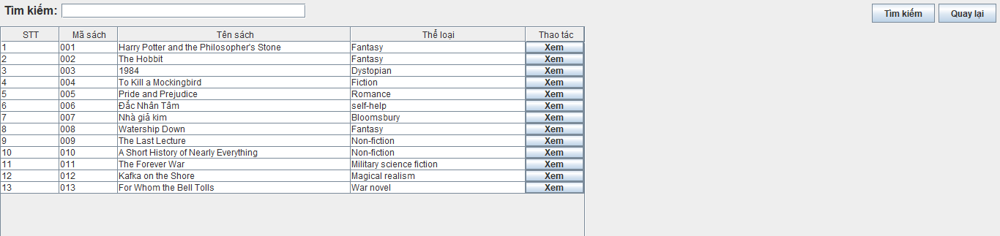 Tìm kiếm: Tìm kiếm Quay lại
STT Mã sách Tên sách Thể loại Thao tác
1 001 Harry Potter and the Philosopher's Stone Fantasy Xem
2 002 The Hobbit Fantasy Xem
3 003 1984 Dystopian Xem
4 004 To Kill a Mockingbird Fiction Xem
5 005 Pride and Prejudice Romance Xem
6 006 Đắc Nhân Tâm self-help Xem
7 007 Nhà giả kim Bloomsbury Xem
8 008 Watership Down Fantasy Xem
9 009 The Last Lecture Non-fiction Xem
10 010 A Short History of Nearly Everything Non-fiction Xem
11 011 The Forever War Military science fiction Xem
12 012 Kafka on the Shore Magical realism Xem
13 013 For Whom the Bell Tolls War novel Xem